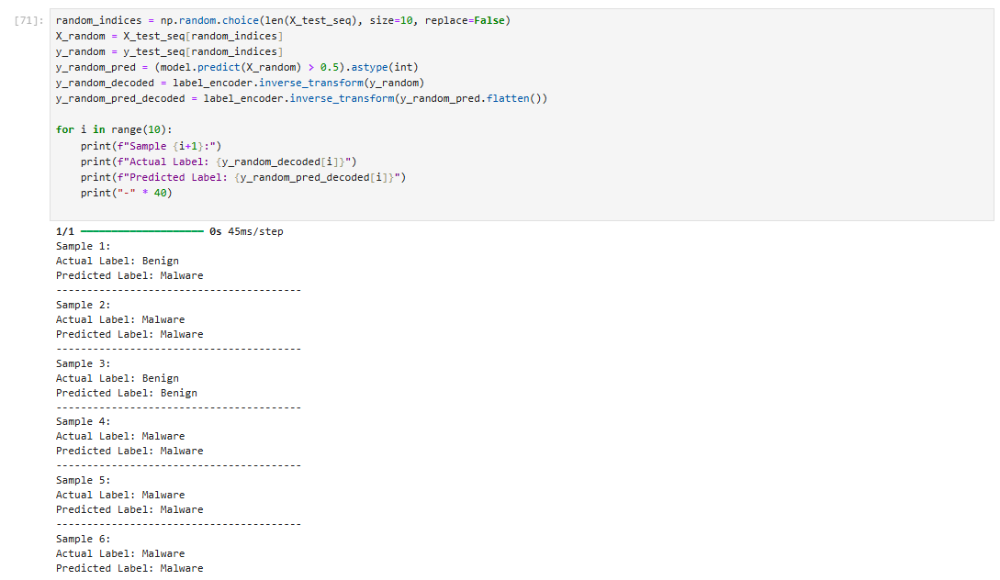 [71]: random_indices = np.random.choice(len(X_test_seq), size=10, replace=False)
X_random = X_test_seq[random_indices]
y_random = y_test_seq[random_indices]
y_random_pred = (model.predict(X_random) > 0.5).astype(int)
y_random_decoded = label_encoder.inverse_transform(y_random)
y_random_pred_decoded = label_encoder.inverse_transform(y_random_pred.flatten())
for i in range(10):
    print(f"Sample {i+1}:")
    print(f"Actual Label: {y_random_decoded[i]}")
    print(f"Predicted Label: {y_random_pred_decoded[i]}")
    print("-" * 40)
1/1 ━━━━━━━━━━━━━━━━━━━━ 0s 45ms/step
Sample 1:
Actual Label: Benign
Predicted Label: Malware
----------------------------------------
Sample 2:
Actual Label: Malware
Predicted Label: Malware
----------------------------------------
Sample 3:
Actual Label: Benign
Predicted Label: Benign
----------------------------------------
Sample 4:
Actual Label: Malware
Predicted Label: Malware
----------------------------------------
Sample 5:
Actual Label: Malware
Predicted Label: Malware
----------------------------------------
Sample 6:
Actual Label: Malware
Predicted Label: Malware